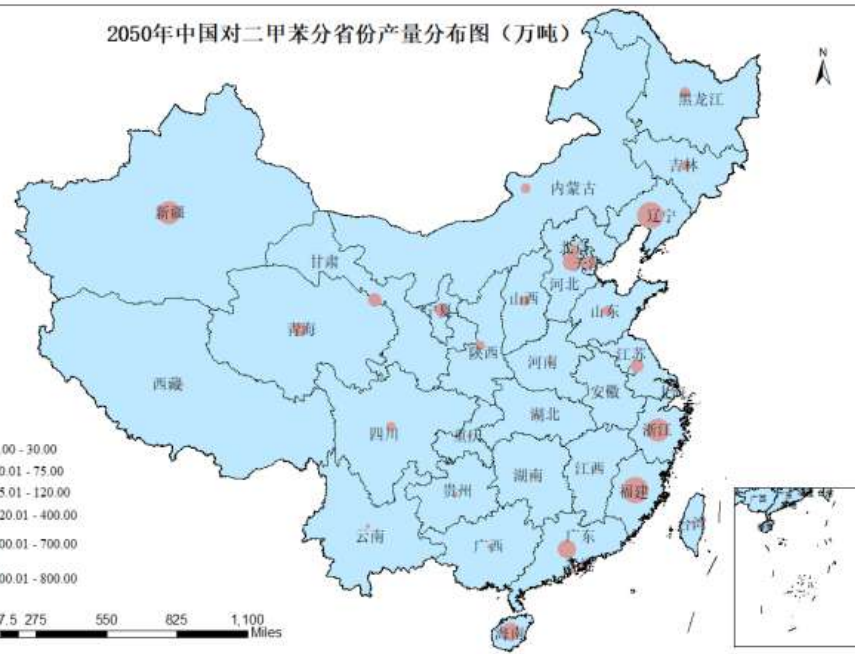 2050年中国对二甲苯分省份产量分布图（万吨）
N
黑龙江
吉林
内蒙古
辽宁
新疆
甘肃
河北
山西
山东
青海
陕西
河南
江苏
西藏
安徽
湖北
四川
浙江
.00 - 30.00
0.01 - 75.00
5.01 - 120.00
20.01 - 400.00
00.01 - 700.00
00.01 - 800.00
湖南
江西
贵州
福建
云南
广西
广东
台湾
海南
7.5 275 550 825 1,100
Miles